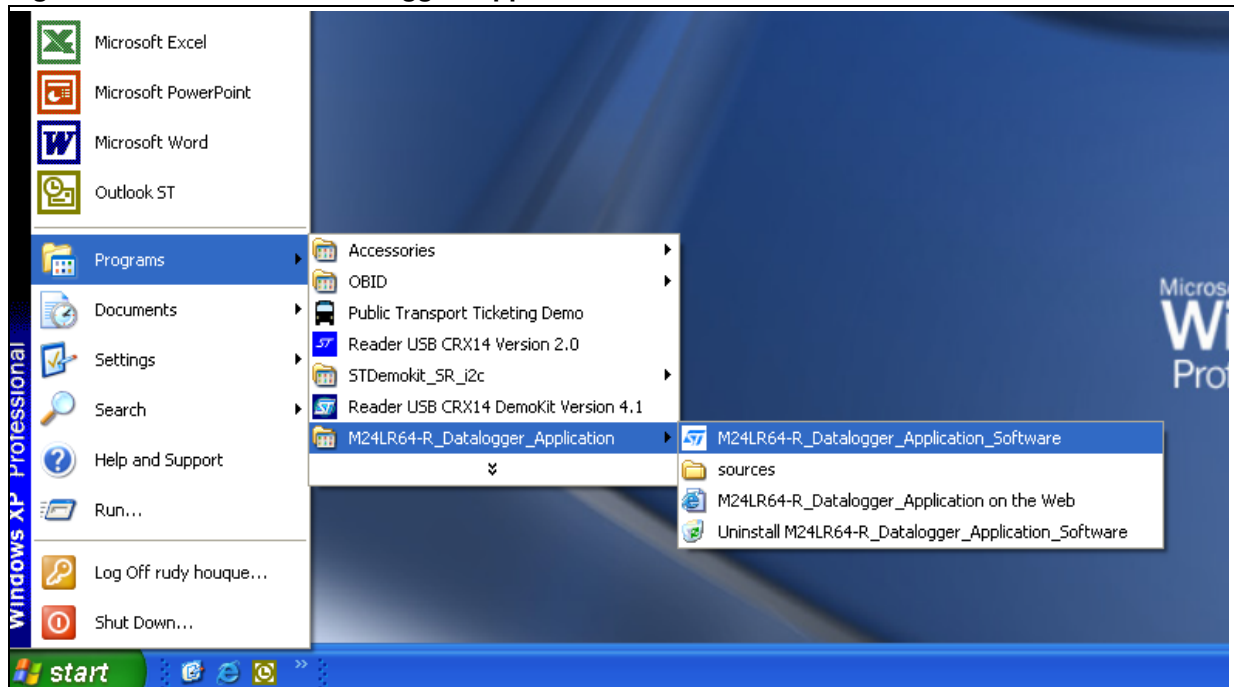 Microsoft Excel
Microsoft PowerPoint
Microsoft Word
Outlook ST
Programs
Documents
Settings
Search
Help and Support
Run...
Log Off rudy houque...
Shut Down...
Windows XP Professional
Accessories
OBID
Public Transport Ticketing Demo
Reader USB CRX14 Version 2.0
STDemokit_SR_i2c
Reader USB CRX14 DemoKit Version 4.1
M24LR64-R_Datalogger_Application
M24LR64-R_Datalogger_Application_Software
sources
M24LR64-R_Datalogger_Application on the Web
Uninstall M24LR64-R_Datalogger_Application_Software
Micros
Wi
Prof
start